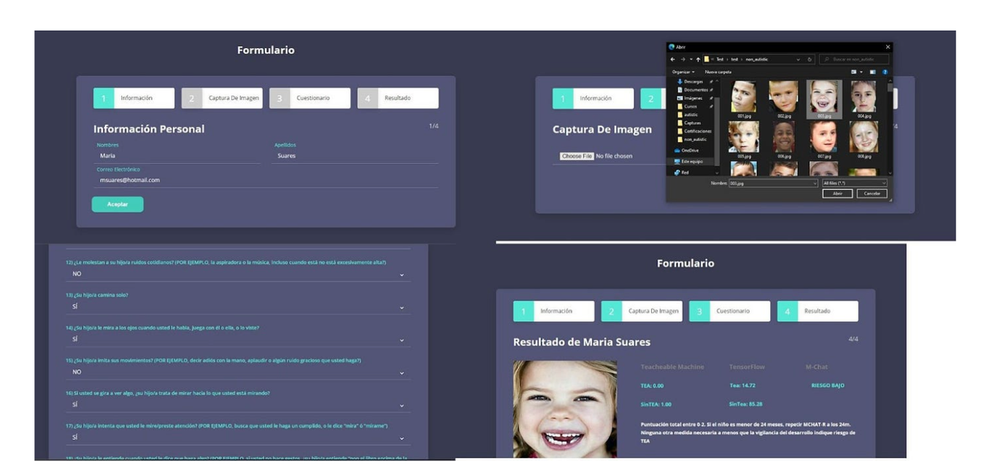 Formulario
1 Información 2 Captura De Imagen 3 Cuestionario 4 Resultado
Información Personal 1/4
Nombres Apellidos
Maria Suares
Correo Electrónico
msuares@hotmail.com
Aceptar
1 Información 2
Captura De Imagen
Choose File No file chosen
Abrir
Test › test › non_autistic Buscar en non_autistic
Organizar Nueva carpeta
Descargas
Documentos
Imágenes
Cursos
autistic
Capturas
Certificaciones
non_autistic
OneDrive
Este equipo
Red
001.jpg 002.jpg 003.jpg 004.jpg
005.jpg 006.jpg 007.jpg 008.jpg
Nombre: 003.jpg All files (*.*)
Abrir Cancelar
12) ¿Le molestan a su hijo/a ruidos cotidianos? (POR EJEMPLO, la aspiradora o la música, incluso cuando está no está excesivamente alta?)
NO
13) ¿Su hijo/a camina solo?
SÍ
14) ¿Su hijo/a le mira a los ojos cuando usted le habla, juega con él o ella, o lo viste?
SÍ
15) ¿Su hijo/a imita sus movimientos? (POR EJEMPLO, decir adiós con la mano, aplaudir o algún ruido gracioso que usted haga?)
NO
16) Si usted se gira a ver algo, ¿su hijo/a trata de mirar hacia lo que usted está mirando?
SÍ
17) ¿Su hijo/a intenta que usted le mire/preste atención? (POR EJEMPLO, busca que usted le haga un cumplido, o le dice "mira" ó "mirame")
SÍ
18) ¿Su hijo/a le entiende cuando usted le dice que haga algo? (POR EJEMPLO, si usted no hace gestos, ¿su hijo/a entiende "pon el libro encima de la
Formulario
1 Información 2 Captura De Imagen 3 Cuestionario 4 Resultado
Resultado de Maria Suares 4/4
Teacheable Machine TensorFlow M-Chat
TEA: 0.00 Tea: 14.72 RIESGO BAJO
SinTEA: 1.00 SinTea: 85.28
Puntuación total entre 0-2. Si el niño es menor de 24 meses, repetir MCHAT-R a los 24m.
Ninguna otra medida necesaria a menos que la vigilancia del desarrollo indique riesgo de
TEA